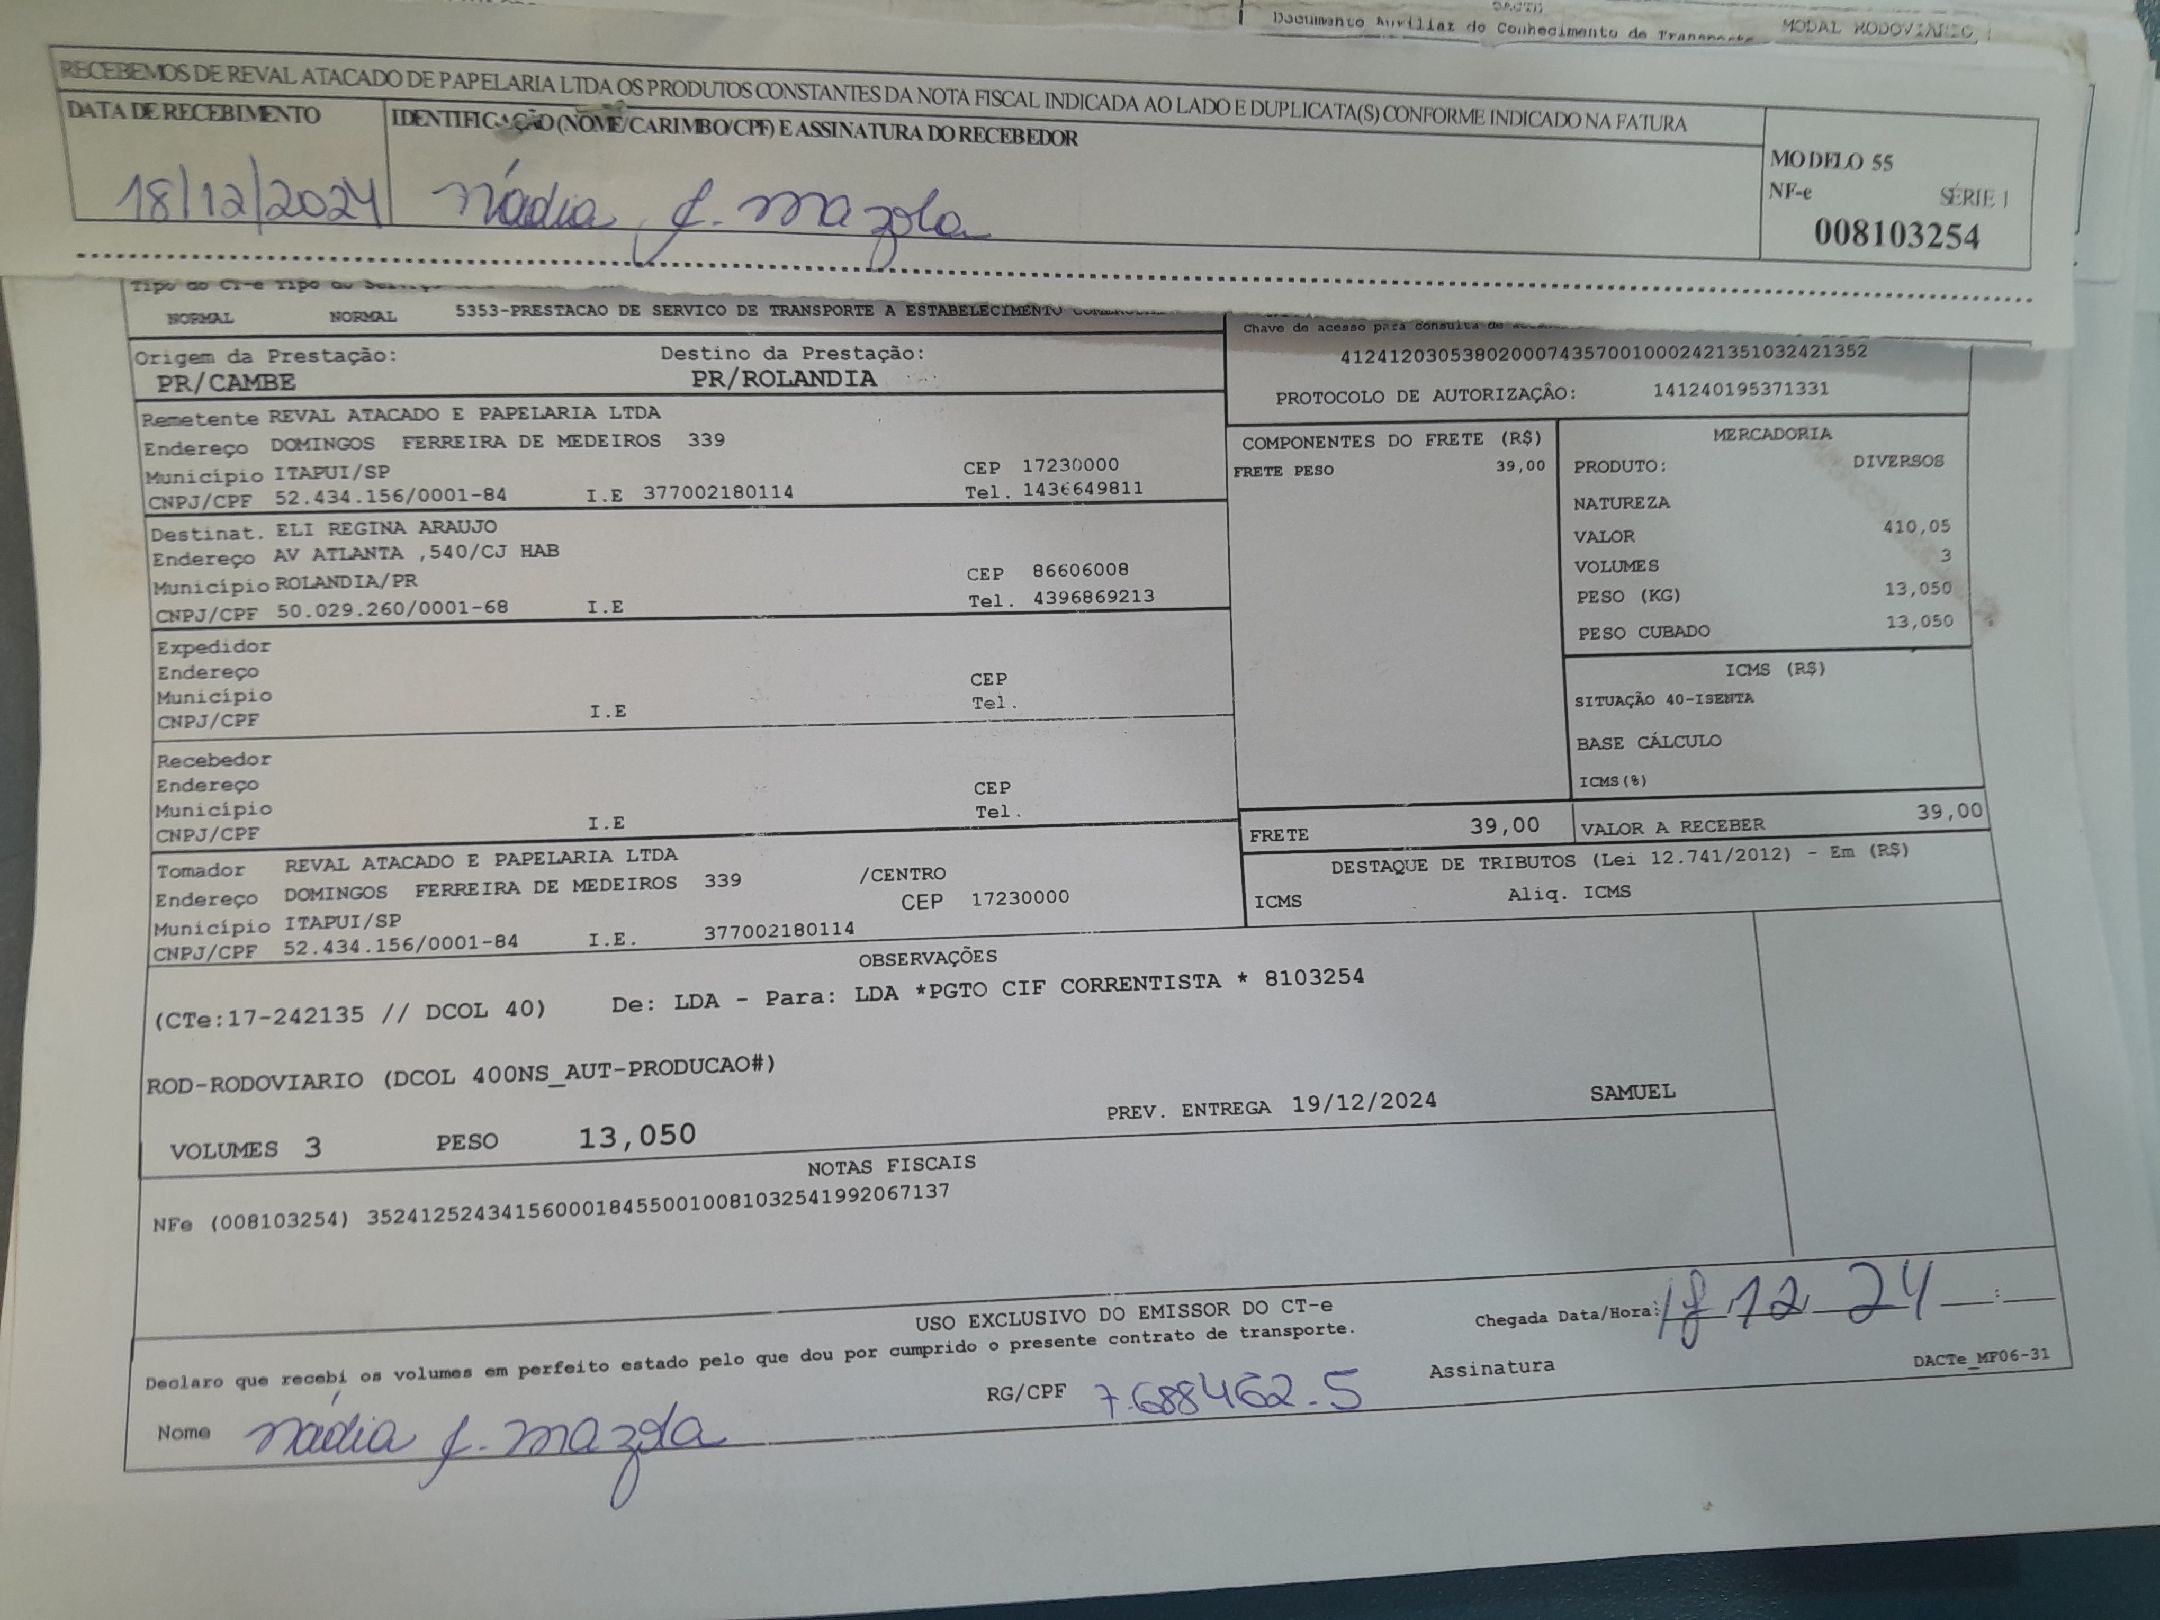 DACTE
Documento Auxiliar do Conhecimento de Transporte MODAL RODOVIARIO
RECEBEMOS DE REVAL ATACADO DE PAPELARIA LTDA OS PRODUTOS CONSTANTES DA NOTA FISCAL INDICADA AO LADO E DUPLICATA(S) CONFORME INDICADO NA FATURA
DATA DE RECEBIMENTO IDENTIFICAÇÃO (NOME/CARIMBO/CPF) E ASSINATURA DO RECEBEDOR
MODELO 55
NF-e SÉRIE 1
008103254
18/12/2024 Nádia f. Mazola
Tipo do CT-e Tipo do Serviço
NORMAL NORMAL 5353-PRESTACAO DE SERVICO DE TRANSPORTE A ESTABELECIMENTO
Chave de acesso para consulta de
41241203053802000743570010002421351032421352
PROTOCOLO DE AUTORIZAÇÃO: 141240195371331
Origem da Prestação: Destino da Prestação:
PR/CAMBE PR/ROLANDIA
Remetente REVAL ATACADO E PAPELARIA LTDA
Endereço DOMINGOS FERREIRA DE MEDEIROS 339
Município ITAPUI/SP CEP 17230000
CNPJ/CPF 52.434.156/0001-84 I.E 377002180114 Tel. 1436649811
Destinat. ELI REGINA ARAUJO
Endereço AV ATLANTA ,540/CJ HAB
Município ROLANDIA/PR CEP 86606008
CNPJ/CPF 50.029.260/0001-68 I.E Tel. 4396869213
Expedidor
Endereço
Município CEP
CNPJ/CPF I.E Tel.
Recebedor
Endereço
Município CEP
CNPJ/CPF I.E Tel.
Tomador REVAL ATACADO E PAPELARIA LTDA
Endereço DOMINGOS FERREIRA DE MEDEIROS 339 /CENTRO
Município ITAPUI/SP CEP 17230000
CNPJ/CPF 52.434.156/0001-84 I.E. 377002180114
COMPONENTES DO FRETE (R$)
FRETE PESO 39,00
MERCADORIA
PRODUTO: DIVERSOS
NATUREZA
VALOR 410,05
VOLUMES 3
PESO (KG) 13,050
PESO CUBADO 13,050
ICMS (R$)
SITUAÇÃO 40-ISENTA
BASE CÁLCULO
ICMS(%)
FRETE 39,00 VALOR A RECEBER 39,00
DESTAQUE DE TRIBUTOS (Lei 12.741/2012) - Em (R$)
ICMS Aliq. ICMS
OBSERVAÇÕES
(CTe:17-242135 // DCOL 40) De: LDA - Para: LDA *PGTO CIF CORRENTISTA * 8103254
ROD-RODOVIARIO (DCOL 400NS_AUT-PRODUCAO#)
VOLUMES 3 PESO 13,050 PREV. ENTREGA 19/12/2024 SAMUEL
NOTAS FISCAIS
NFe (008103254) 35241252434156000184550010081032541992067137
USO EXCLUSIVO DO EMISSOR DO CT-e
Declaro que recebi os volumes em perfeito estado pelo que dou por cumprido o presente contrato de transporte.
Chegada Data/Hora: 18 12 24 __:__
Nome Nádia f. Mazola RG/CPF 7.688462.5 Assinatura
DACTe_MF06-31